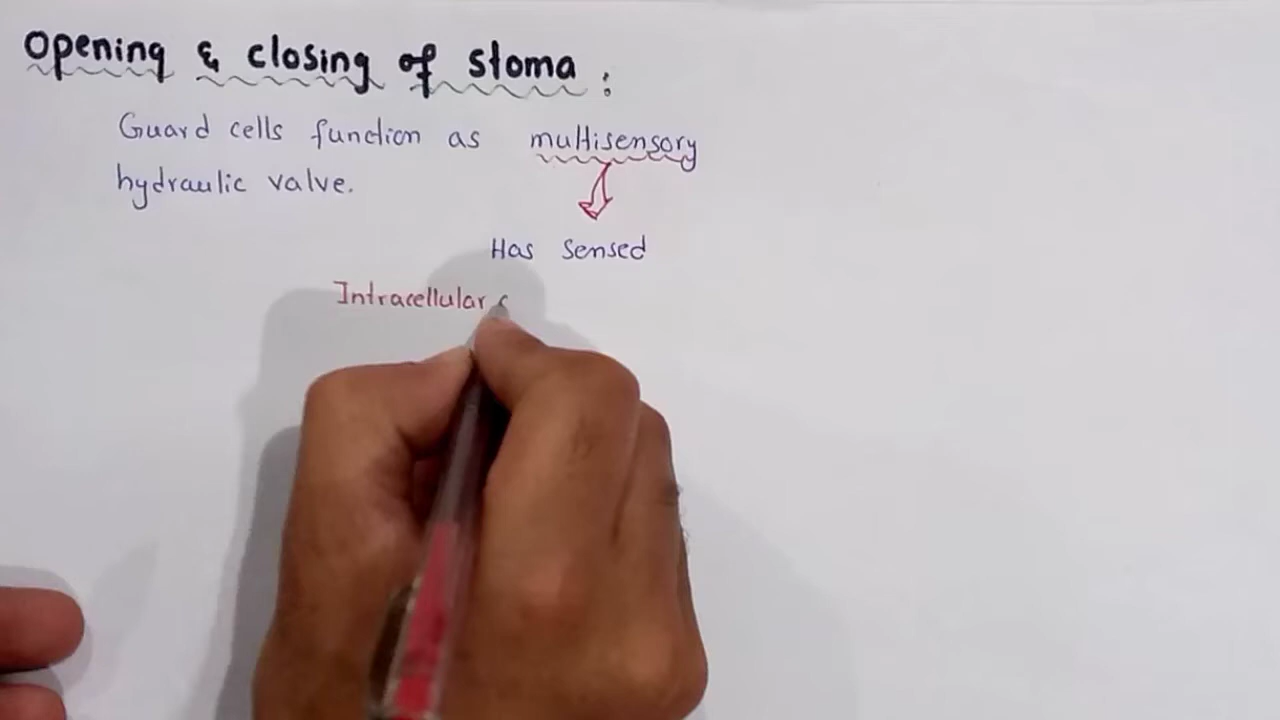 Opening & closing of stoma :
Guard cells function as multisensory
hydraulic valve.
Has Sensed
Intracellular